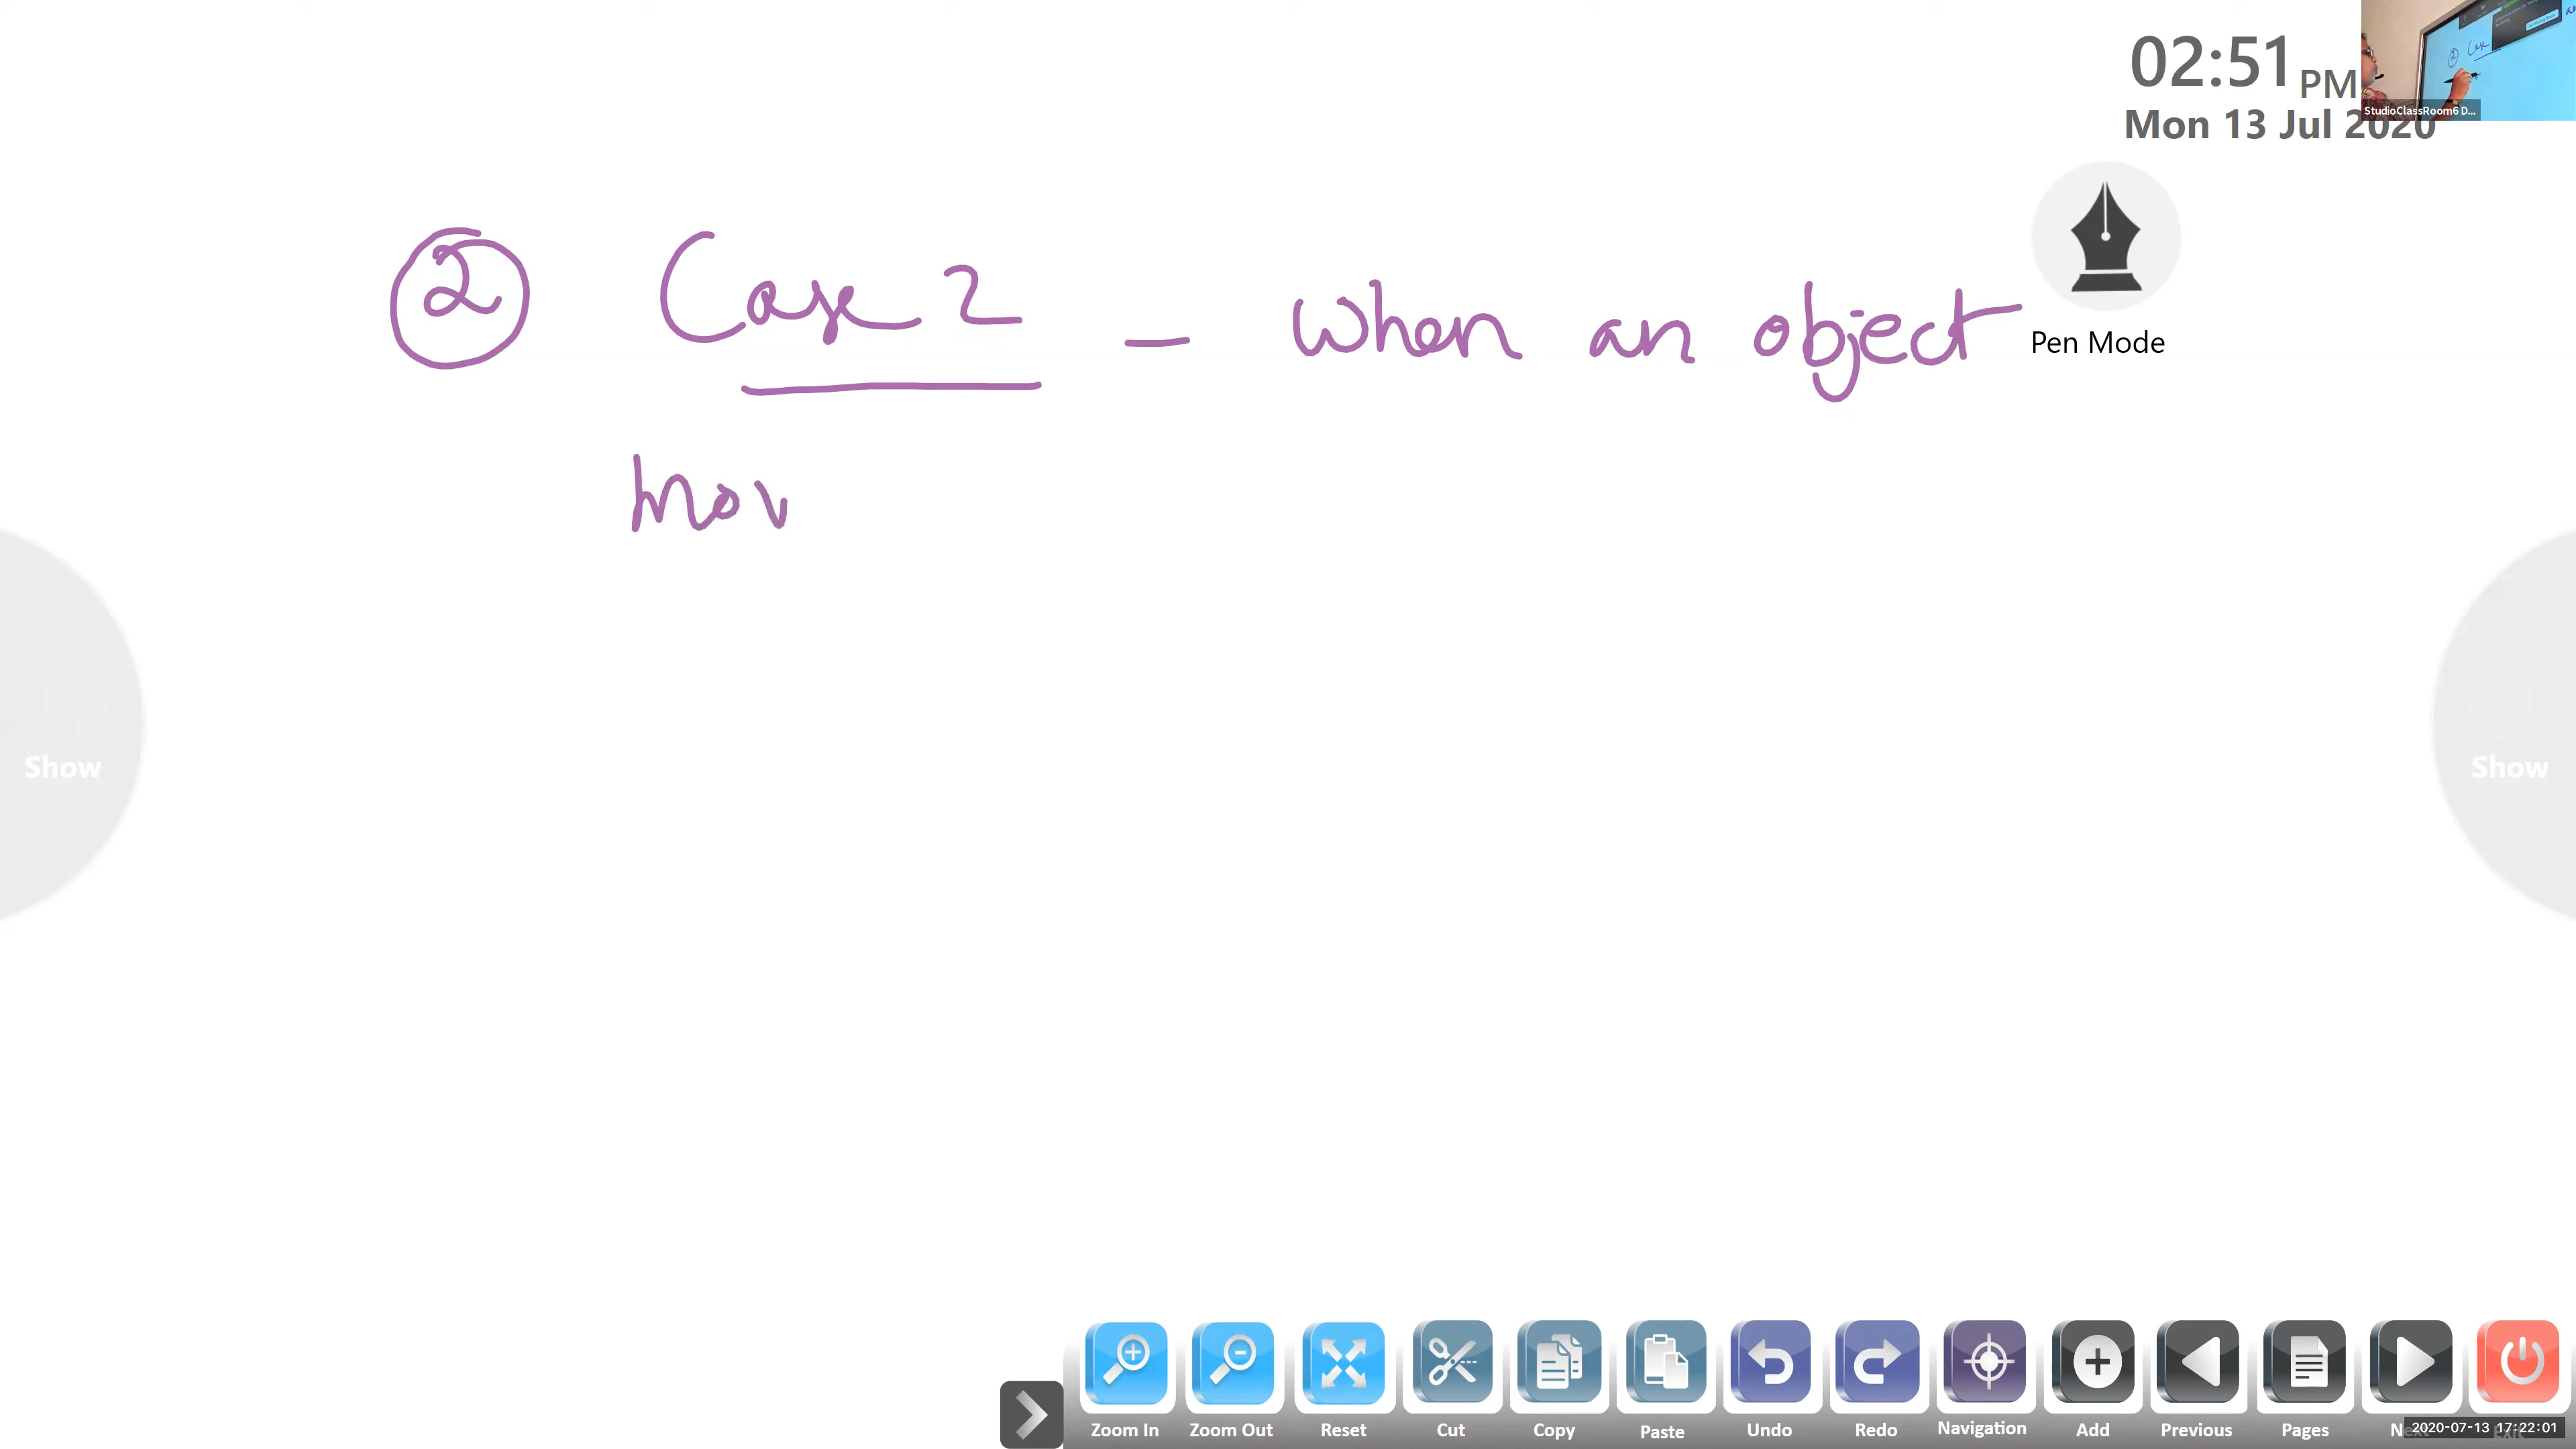 02:51 PM
Mon 13 Jul 2020
StudioClassRoom6 D...
② Case 2 – When an object
mov
Pen Mode
Show
Show
Zoom In Zoom Out Reset Cut Copy Paste Undo Redo Navigation Add Previous Pages
2020-07-13 17:22:01